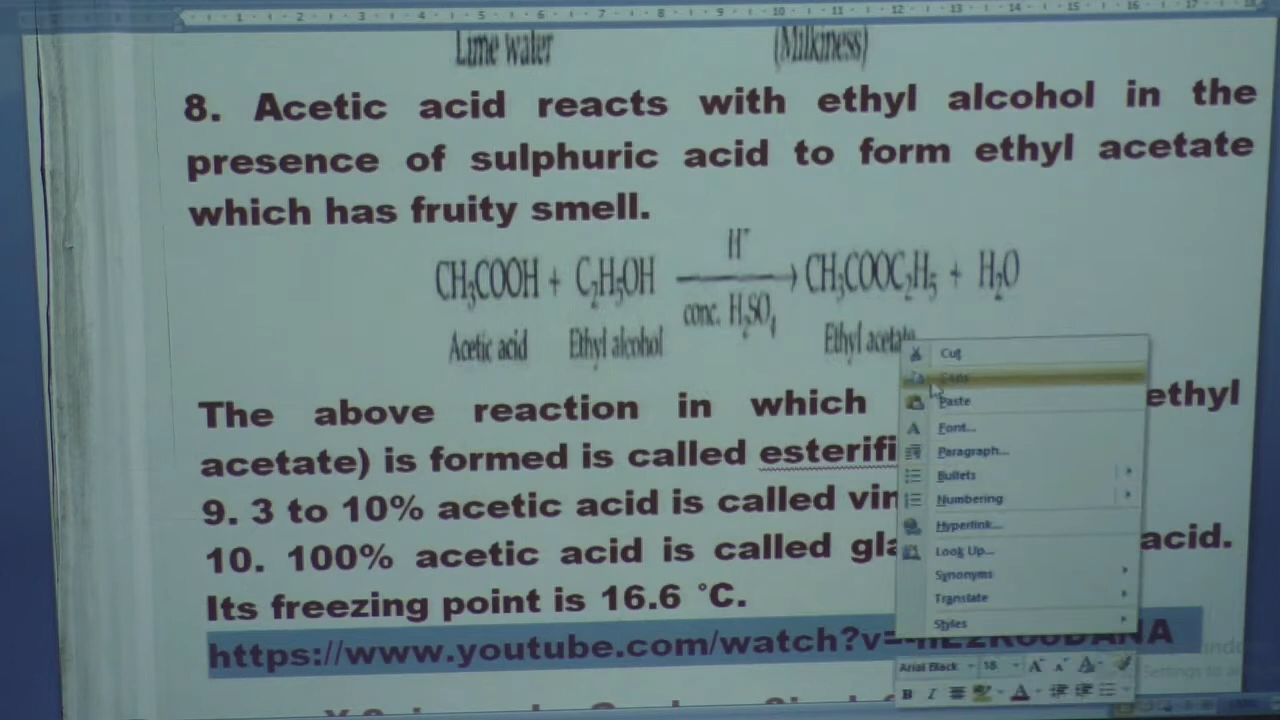 Lime water (Milkiness)
8. Acetic acid reacts with ethyl alcohol in the
presence of sulphuric acid to form ethyl acetate
which has fruity smell.
CH₃COOH + C₂H₅OH → CH₃COOC₂H₅ + H₂O
H⁺
conc. H₂SO₄
Acetic acid Ethyl alcohol Ethyl acetate
The above reaction in which ethyl
acetate) is formed is called esterifi
9. 3 to 10% acetic acid is called vin
10. 100% acetic acid is called gla acid.
Its freezing point is 16.6 °C.
https://www.youtube.com/watch?v=
Cut
Copy
Paste
Font...
Paragraph...
Bullets
Numbering
Hyperlink...
Look Up...
Synonyms
Translate
Styles
Arial Black 18